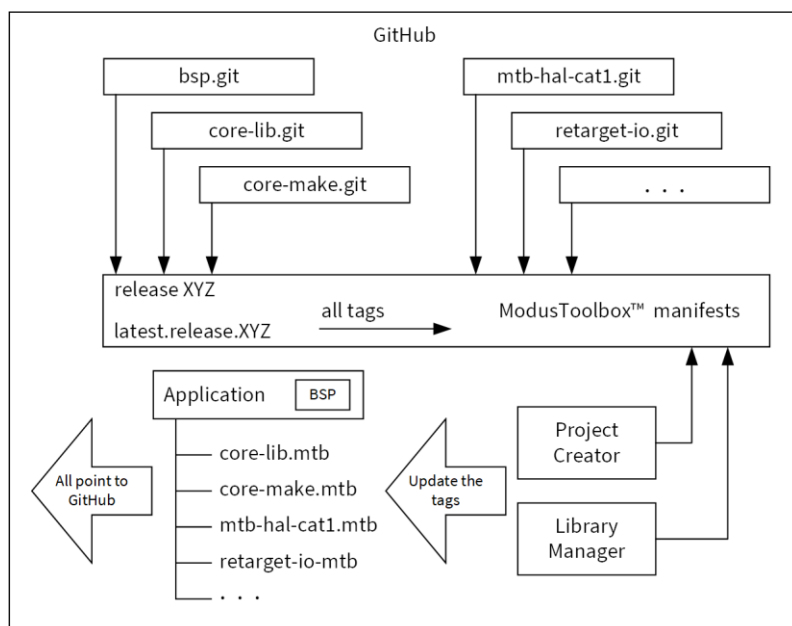 GitHub
bsp.git
mtb-hal-cat1.git
core-lib.git
retarget-io.git
core-make.git
. . .
release XYZ
latest.release.XYZ
all tags
ModusToolbox™ manifests
Application
BSP
core-lib.mtb
core-make.mtb
mtb-hal-cat1.mtb
retarget-io-mtb
. . .
All point to
GitHub
Update the
tags
Project
Creator
Library
Manager